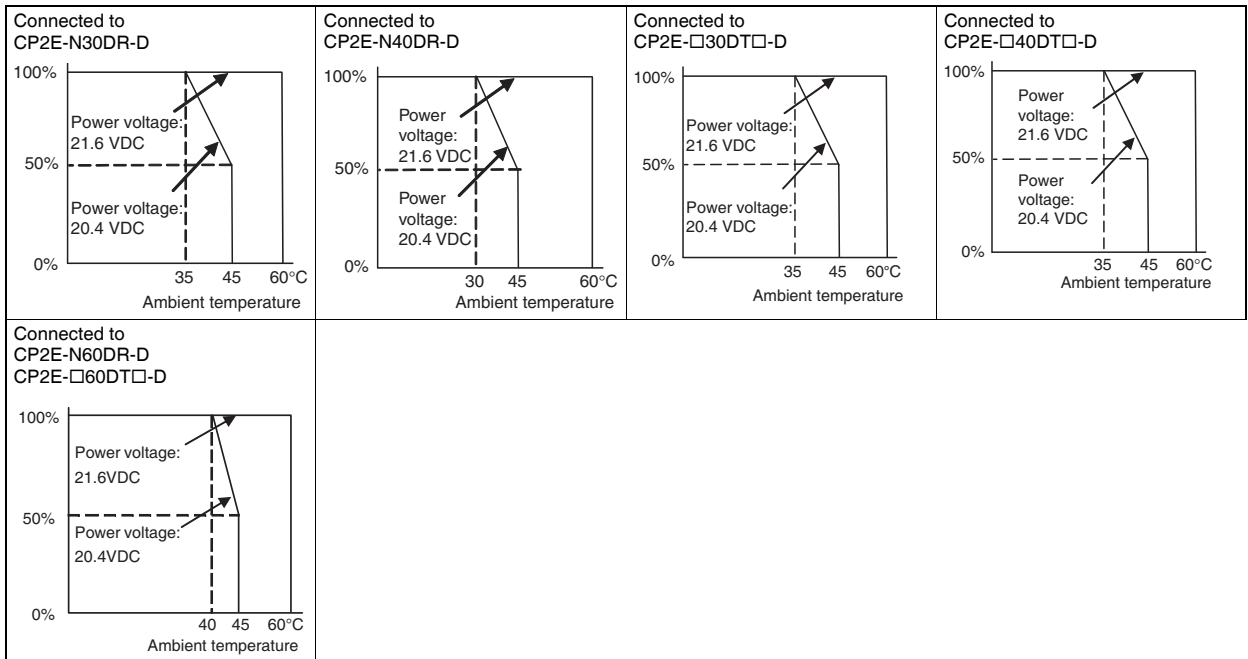 Connected to
CP2E-N30DR-D
100%
Power voltage:
21.6 VDC
50%
Power voltage:
20.4 VDC
0%
35 45 60°C
Ambient temperature
Connected to
CP2E-N40DR-D
100%
Power
voltage:
21.6 VDC
50%
Power
voltage:
20.4 VDC
0%
30 45 60°C
Ambient temperature
Connected to
CP2E-□30DT□-D
100%
Power voltage:
21.6 VDC
50%
Power voltage:
20.4 VDC
0%
35 45 60°C
Ambient temperature
Connected to
CP2E-□40DT□-D
100%
Power
voltage:
21.6 VDC
50%
Power
voltage:
20.4 VDC
0%
35 45 60°C
Ambient temperature
Connected to
CP2E-N60DR-D
CP2E-□60DT□-D
100%
Power voltage:
21.6VDC
50%
Power voltage:
20.4VDC
0%
40 45 60°C
Ambient temperature